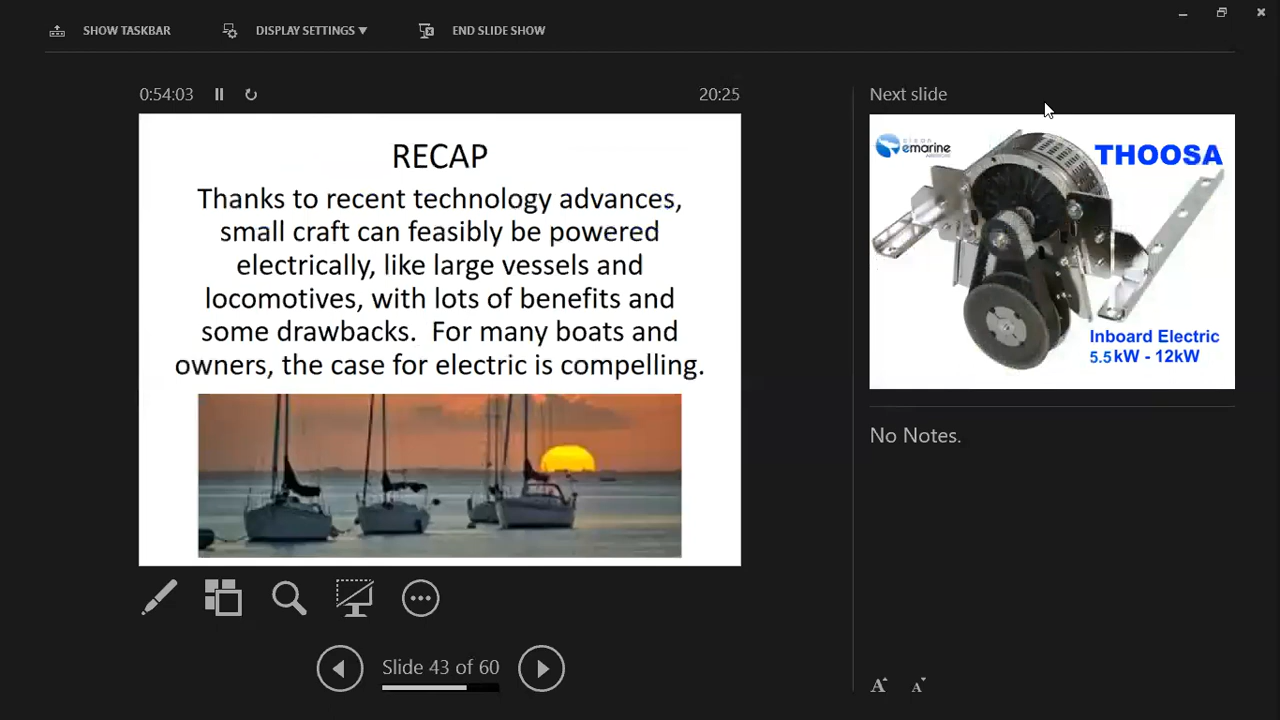 SHOW TASKBAR
DISPLAY SETTINGS ▼
END SLIDE SHOW
0:54:03
20:25
RECAP
Thanks to recent technology advances,
small craft can feasibly be powered
electrically, like large vessels and
locomotives, with lots of benefits and
some drawbacks. For many boats and
owners, the case for electric is compelling.
Slide 43 of 60
Next slide
emarine
THOOSA
Inboard Electric
5.5kW - 12kW
No Notes.
A
A